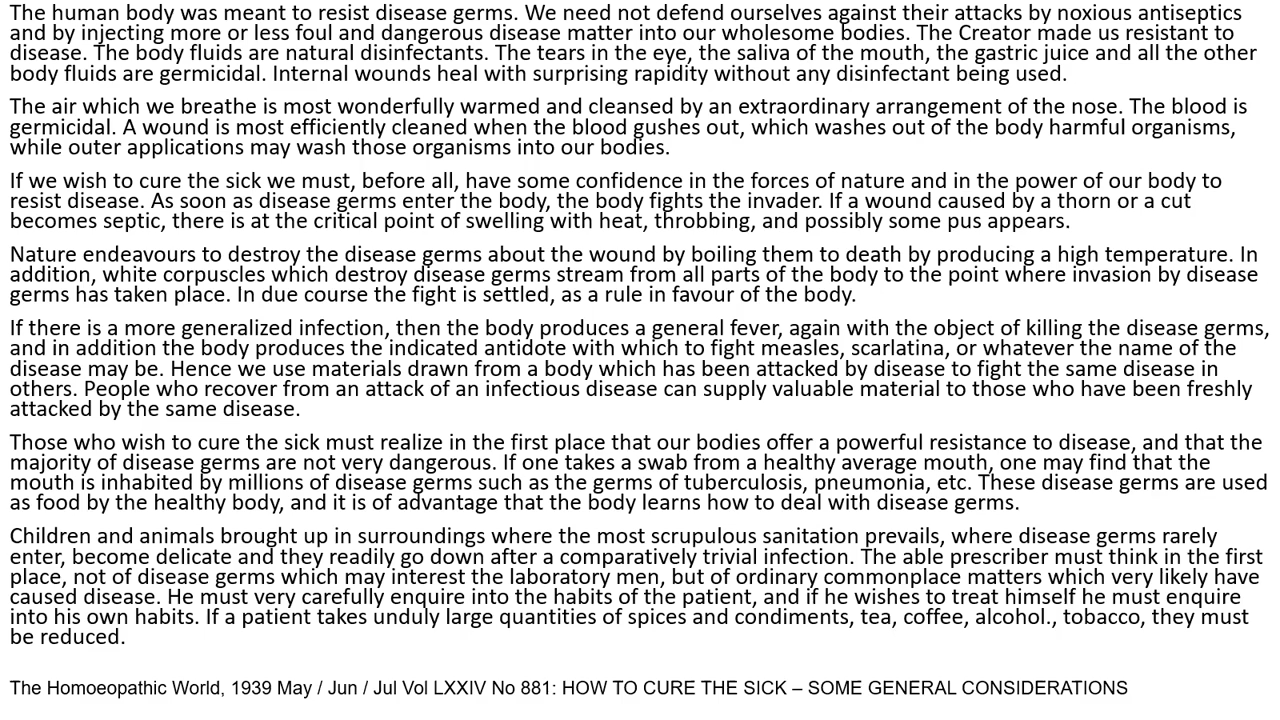 The human body was meant to resist disease germs. We need not defend ourselves against their attacks by noxious antiseptics
and by injecting more or less foul and dangerous disease matter into our wholesome bodies. The Creator made us resistant to
disease. The body fluids are natural disinfectants. The tears in the eye, the saliva of the mouth, the gastric juice and all the other
body fluids are germicidal. Internal wounds heal with surprising rapidity without any disinfectant being used.
The air which we breathe is most wonderfully warmed and cleansed by an extraordinary arrangement of the nose. The blood is
germicidal. A wound is most efficiently cleaned when the blood gushes out, which washes out of the body harmful organisms,
while outer applications may wash those organisms into our bodies.
If we wish to cure the sick we must, before all, have some confidence in the forces of nature and in the power of our body to
resist disease. As soon as disease germs enter the body, the body fights the invader. If a wound caused by a thorn or a cut
becomes septic, there is at the critical point of swelling with heat, throbbing, and possibly some pus appears.
Nature endeavours to destroy the disease germs about the wound by boiling them to death by producing a high temperature. In
addition, white corpuscles which destroy disease germs stream from all parts of the body to the point where invasion by disease
germs has taken place. In due course the fight is settled, as a rule in favour of the body.
If there is a more generalized infection, then the body produces a general fever, again with the object of killing the disease germs,
and in addition the body produces the indicated antidote with which to fight measles, scarlatina, or whatever the name of the
disease may be. Hence we use materials drawn from a body which has been attacked by disease to fight the same disease in
others. People who recover from an attack of an infectious disease can supply valuable material to those who have been freshly
attacked by the same disease.
Those who wish to cure the sick must realize in the first place that our bodies offer a powerful resistance to disease, and that the
majority of disease germs are not very dangerous. If one takes a swab from a healthy average mouth, one may find that the
mouth is inhabited by millions of disease germs such as the germs of tuberculosis, pneumonia, etc. These disease germs are used
as food by the healthy body, and it is of advantage that the body learns how to deal with disease germs.
Children and animals brought up in surroundings where the most scrupulous sanitation prevails, where disease germs rarely
enter, become delicate and they readily go down after a comparatively trivial infection. The able prescriber must think in the first
place, not of disease germs which may interest the laboratory men, but of ordinary commonplace matters which very likely have
caused disease. He must very carefully enquire into the habits of the patient, and if he wishes to treat himself he must enquire
into his own habits. If a patient takes unduly large quantities of spices and condiments, tea, coffee, alcohol., tobacco, they must
be reduced.
The Homoeopathic World, 1939 May / Jun / Jul Vol LXXIV No 881: HOW TO CURE THE SICK – SOME GENERAL CONSIDERATIONS